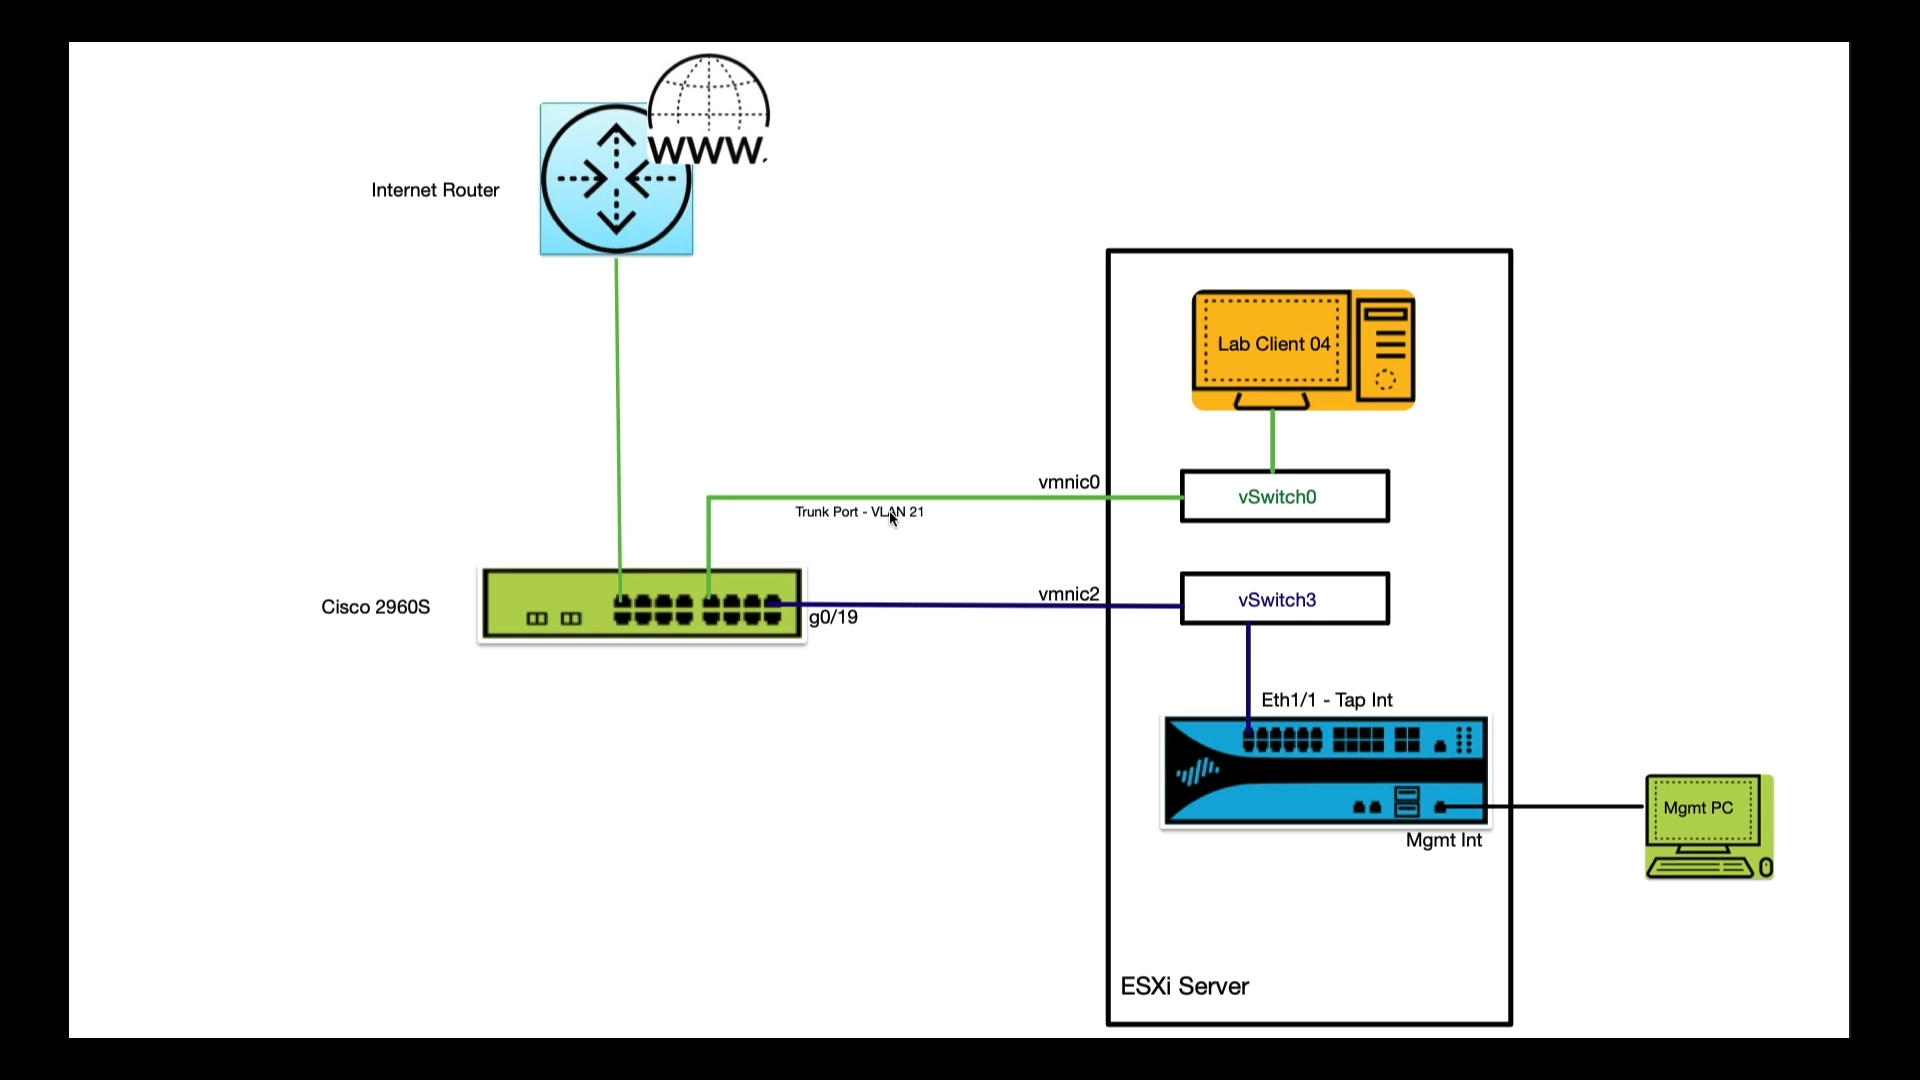 WWW.
Internet Router
Lab Client 04
vmnic0
vSwitch0
Trunk Port - VLAN 21
vmnic2
vSwitch3
Cisco 2960S
g0/19
Eth1/1 - Tap Int
Mgmt PC
Mgmt Int
ESXi Server